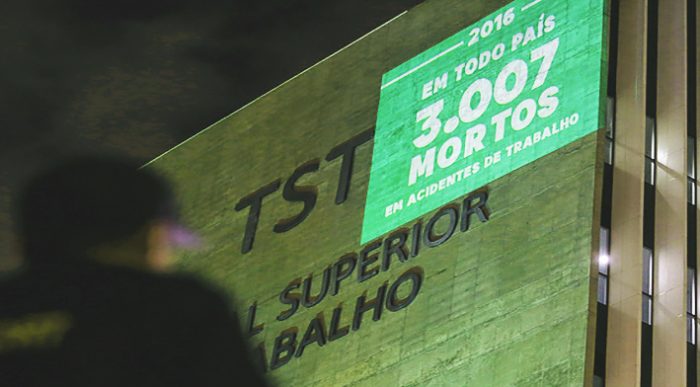 2016
EM TODO PAÍS
3.007
MORTOS
EM ACIDENTES DE TRABALHO
TST
L SUPERIOR
ABALHO